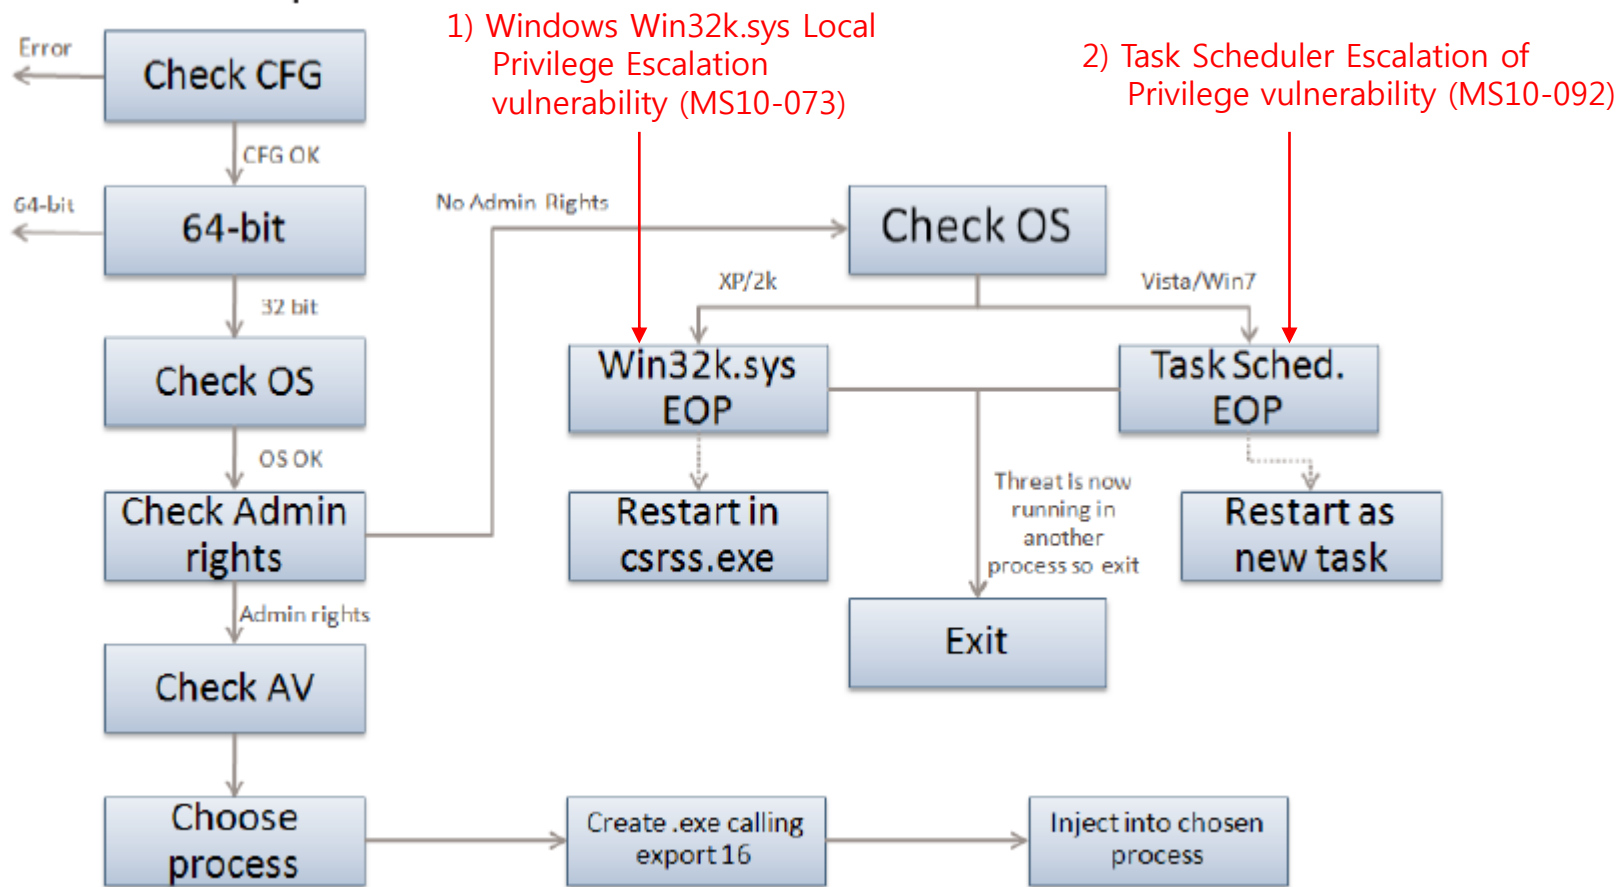 1) Windows Win32k.sys Local
Privilege Escalation
vulnerability (MS10-073)
2) Task Scheduler Escalation of
Privilege vulnerability (MS10-092)
Error
Check CFG
CFG OK
64-bit
64-bit
No Admin Rights
Check OS
32 bit
XP/2k
Vista/Win7
Check OS
Win32k.sys
EOP
Task Sched.
EOP
OS OK
Check Admin
rights
Restart in
csrss.exe
Threat is now
running in
another
process so exit
Restart as
new task
Admin rights
Exit
Check AV
Choose
process
Create .exe calling
export 16
Inject into chosen
process